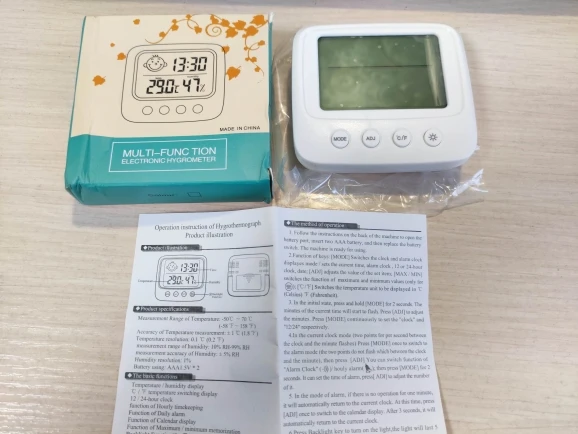 13:30
29.0℃ 47%
MADE IN CHINA
MULTI-FUNCTION
ELECTRONIC HYGROMETER
MODE ADJ C/F
Operation instruction of Hygrothermograph
Product illustration
Product illustration
13:30
29.0 47
Product specifications
Measurement Range of Temperature: -50℃ ~ 70℃
Accuracy of Temperature measurement: ± 1℃ (1.8°F)
Temperature resolution: 0.1℃ (0.2°F)
measurement range of humidity: 10% RH-99% RH
measurement accuracy of Humidity: ± 5% RH
Humidity resolution: 1%
Battery using: AAA1.5V * 2
The Basic functions
Temperature / humidity display
℃ / °F temperature switching display
12 / 24-hour clock
function of Hourly timekeeping
Function of Daily alarm
Function of Calendar display
Function of Maximum / minimum memorization
The method of operation
1. Follow the instructions on the back of the machine to open the
battery port, insert two AAA battery, and then replace the battery
switch. The machine is ready for using.
2.Function of keys: [MODE] Switches the clock and alarm clock
displayed mode / sets the current time, alarm clock, 12 or 24-hour
clock, date; [ADJ] adjusts the value of the set items; [MAX / MIN]
switches the function of maximum and minimum values
[℃/°F] Switches the temperature unit to be displayed in ℃
(Celsius) °F (Fahrenheit).
3. In the initial state, press and hold [MODE] for 2 seconds. The
minutes of the current time will start to flash. Press [ADJ] to adjust
the minutes. Press [MODE] continuously to set the "clock" and
"12/24" respectively.
4.In the current clock mode (two points per second between
the clock and the minute flashes) Press [MODE] once to switch to
the alarm mode (the two points do not flash which between the clock
and the minute), then press [ADJ] You can switch function of
"Alarm Clock" hourly alarm then press [MODE] for 2
seconds. It can set the time of alarm, press [ADJ] to adjust the number
of it.
5. In the mode of alarm, if there is no operation for one minute,
it will automatically return to the current clock. At this time, press
[ADJ] once to switch to the calendar display. After 3 seconds, it will
automatically return to the current clock.
6.Press Backlight key to turn on the light,the light will last 5